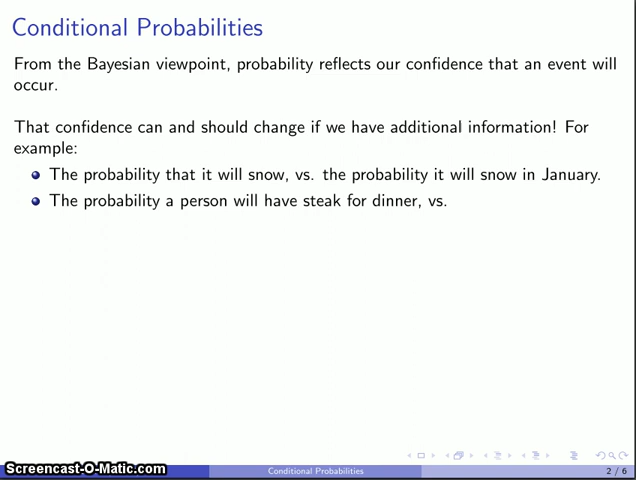 Conditional Probabilities
From the Bayesian viewpoint, probability reflects our confidence that an event will
occur.
That confidence can and should change if we have additional information! For
example:
The probability that it will snow, vs. the probability it will snow in January.
The probability a person will have steak for dinner, vs.
Screencast-O-Matic.com
Conditional Probabilities
2 / 6